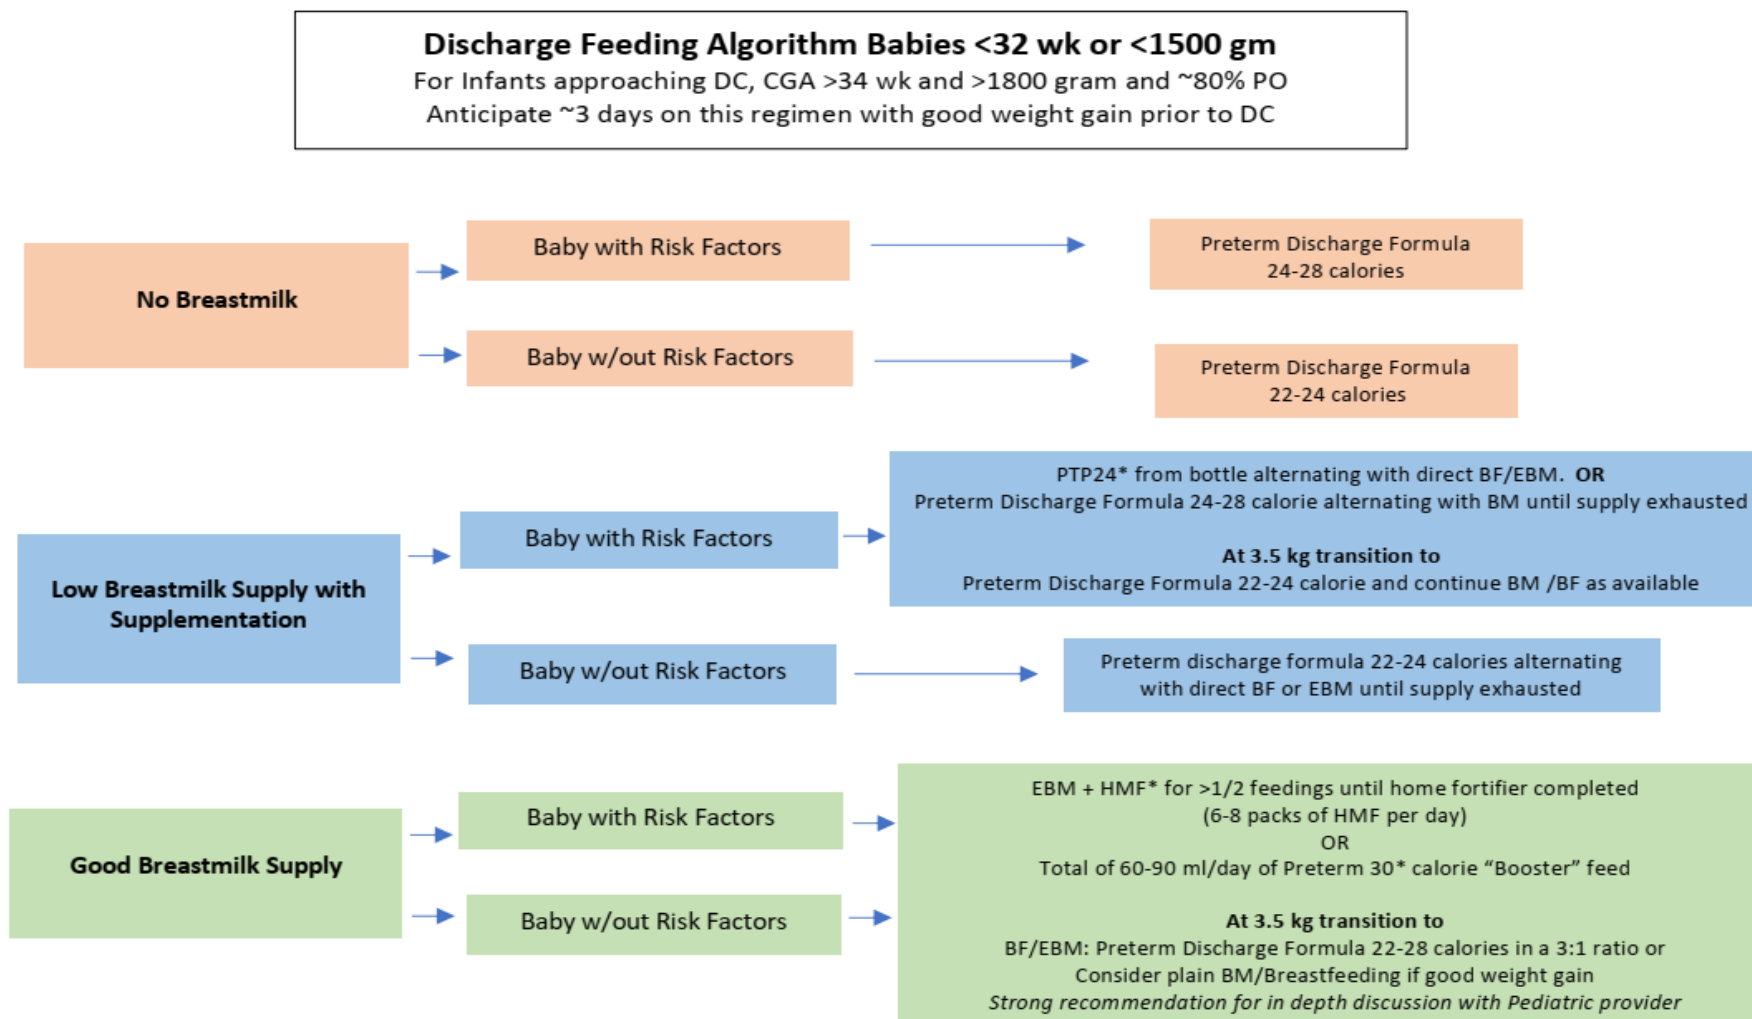 Discharge Feeding Algorithm Babies <32 wk or <1500 gm
For Infants approaching DC, CGA >34 wk and >1800 gram and ~80% PO
Anticipate ~3 days on this regimen with good weight gain prior to DC
No Breastmilk
Baby with Risk Factors
Preterm Discharge Formula
24-28 calories
Baby w/out Risk Factors
Preterm Discharge Formula
22-24 calories
Low Breastmilk Supply with
Supplementation
Baby with Risk Factors
PTP24* from bottle alternating with direct BF/EBM. OR
Preterm Discharge Formula 24-28 calorie alternating with BM until supply exhausted
At 3.5 kg transition to
Preterm Discharge Formula 22-24 calorie and continue BM /BF as available
Baby w/out Risk Factors
Preterm discharge formula 22-24 calories alternating
with direct BF or EBM until supply exhausted
Good Breastmilk Supply
Baby with Risk Factors
Baby w/out Risk Factors
EBM + HMF* for >1/2 feedings until home fortifier completed
(6-8 packs of HMF per day)
OR
Total of 60-90 ml/day of Preterm 30* calorie “Booster” feed
At 3.5 kg transition to
BF/EBM: Preterm Discharge Formula 22-28 calories in a 3:1 ratio or
Consider plain BM/Breastfeeding if good weight gain
Strong recommendation for in depth discussion with Pediatric provider